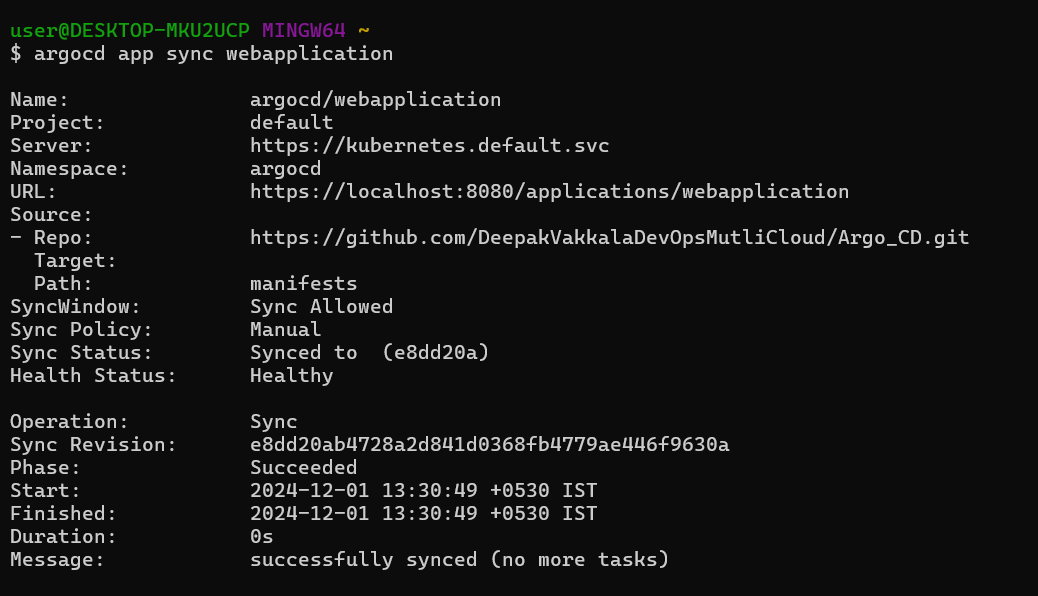 user@DESKTOP-MKU2UCP MINGW64 ~
$ argocd app sync webapplication
Name: argocd/webapplication
Project: default
Server: https://kubernetes.default.svc
Namespace: argocd
URL: https://localhost:8080/applications/webapplication
Source:
- Repo: https://github.com/DeepakVakkalaDevOpsMutliCloud/Argo_CD.git
Target:
Path: manifests
SyncWindow: Sync Allowed
Sync Policy: Manual
Sync Status: Synced to (e8dd20a)
Health Status: Healthy
Operation: Sync
Sync Revision: e8dd20ab4728a2d841d0368fb4779ae446f9630a
Phase: Succeeded
Start: 2024-12-01 13:30:49 +0530 IST
Finished: 2024-12-01 13:30:49 +0530 IST
Duration: 0s
Message: successfully synced (no more tasks)